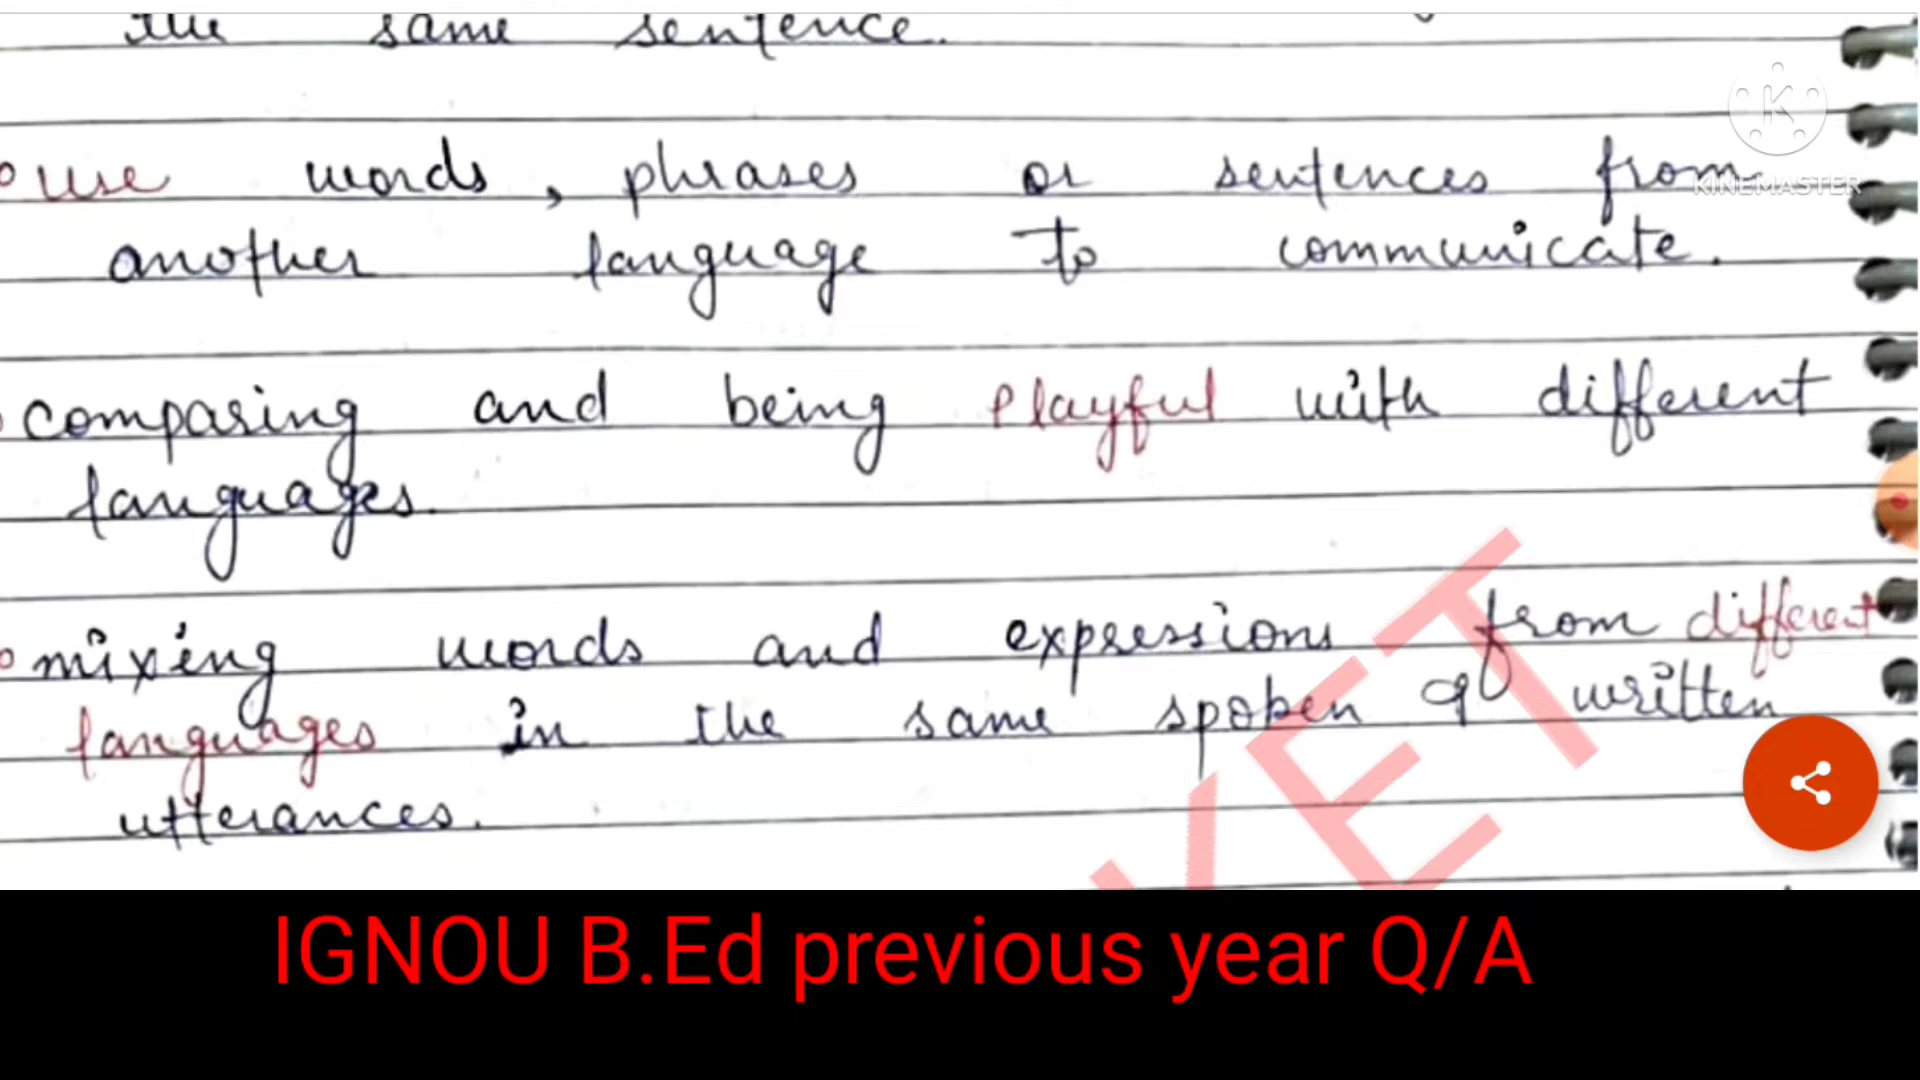 the same sentence.
use words, phrases or sentences from
another language to communicate.
comparing and being playful with different
languages.
mixing words and expressions from different
languages in the same spoken or written
utterances.
KINEMASTER
KET
IGNOU B.Ed previous year Q/A